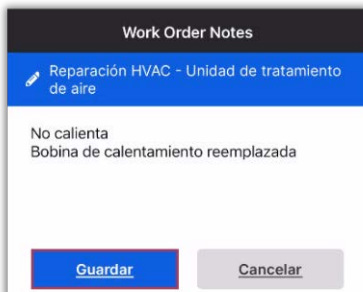 Work Order Notes
Reparación HVAC - Unidad de tratamiento
de aire
No calienta
Bobina de calentamiento reemplazada
Guardar
Cancelar